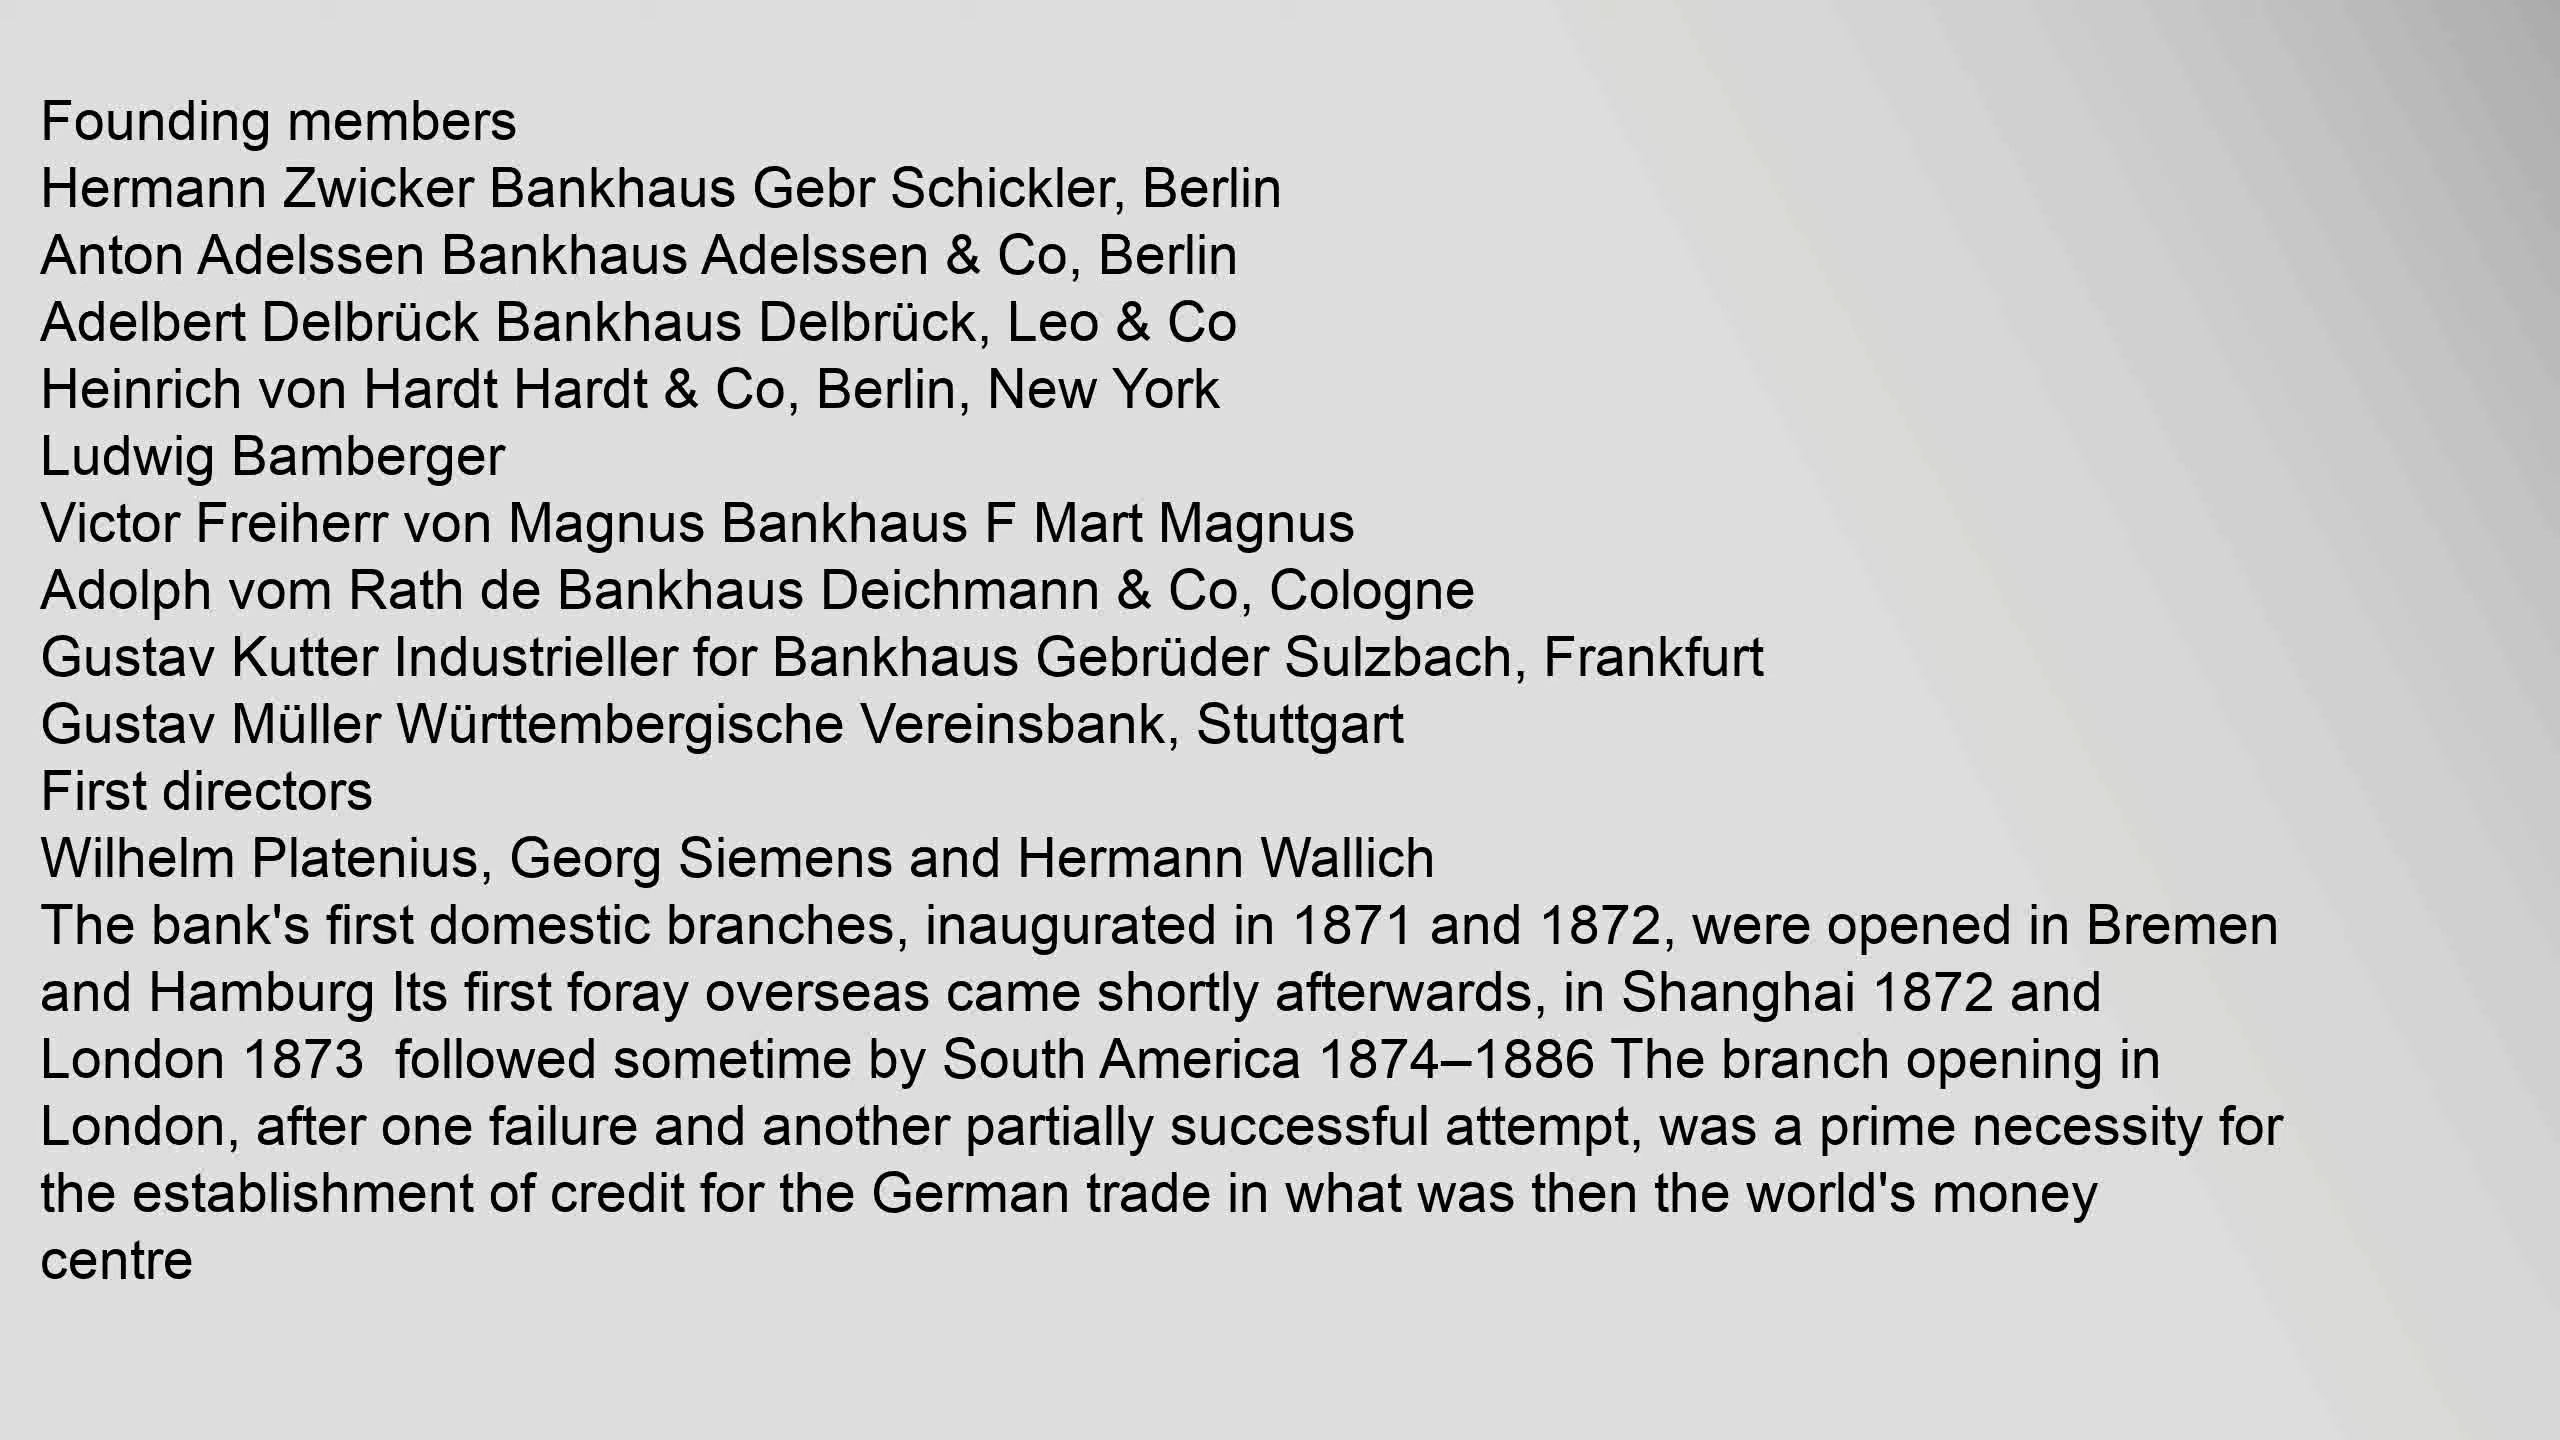 Founding members
Hermann Zwicker Bankhaus Gebr Schickler, Berlin
Anton Adelssen Bankhaus Adelssen & Co, Berlin
Adelbert Delbrück Bankhaus Delbrück, Leo & Co
Heinrich von Hardt Hardt & Co, Berlin, New York
Ludwig Bamberger
Victor Freiherr von Magnus Bankhaus F Mart Magnus
Adolph vom Rath de Bankhaus Deichmann & Co, Cologne
Gustav Kutter Industrieller for Bankhaus Gebrüder Sulzbach, Frankfurt
Gustav Müller Württembergische Vereinsbank, Stuttgart
First directors
Wilhelm Platenius, Georg Siemens and Hermann Wallich
The bank's first domestic branches, inaugurated in 1871 and 1872, were opened in Bremen
and Hamburg Its first foray overseas came shortly afterwards, in Shanghai 1872 and
London 1873  followed sometime by South America 1874–1886 The branch opening in
London, after one failure and another partially successful attempt, was a prime necessity for
the establishment of credit for the German trade in what was then the world's money
centre